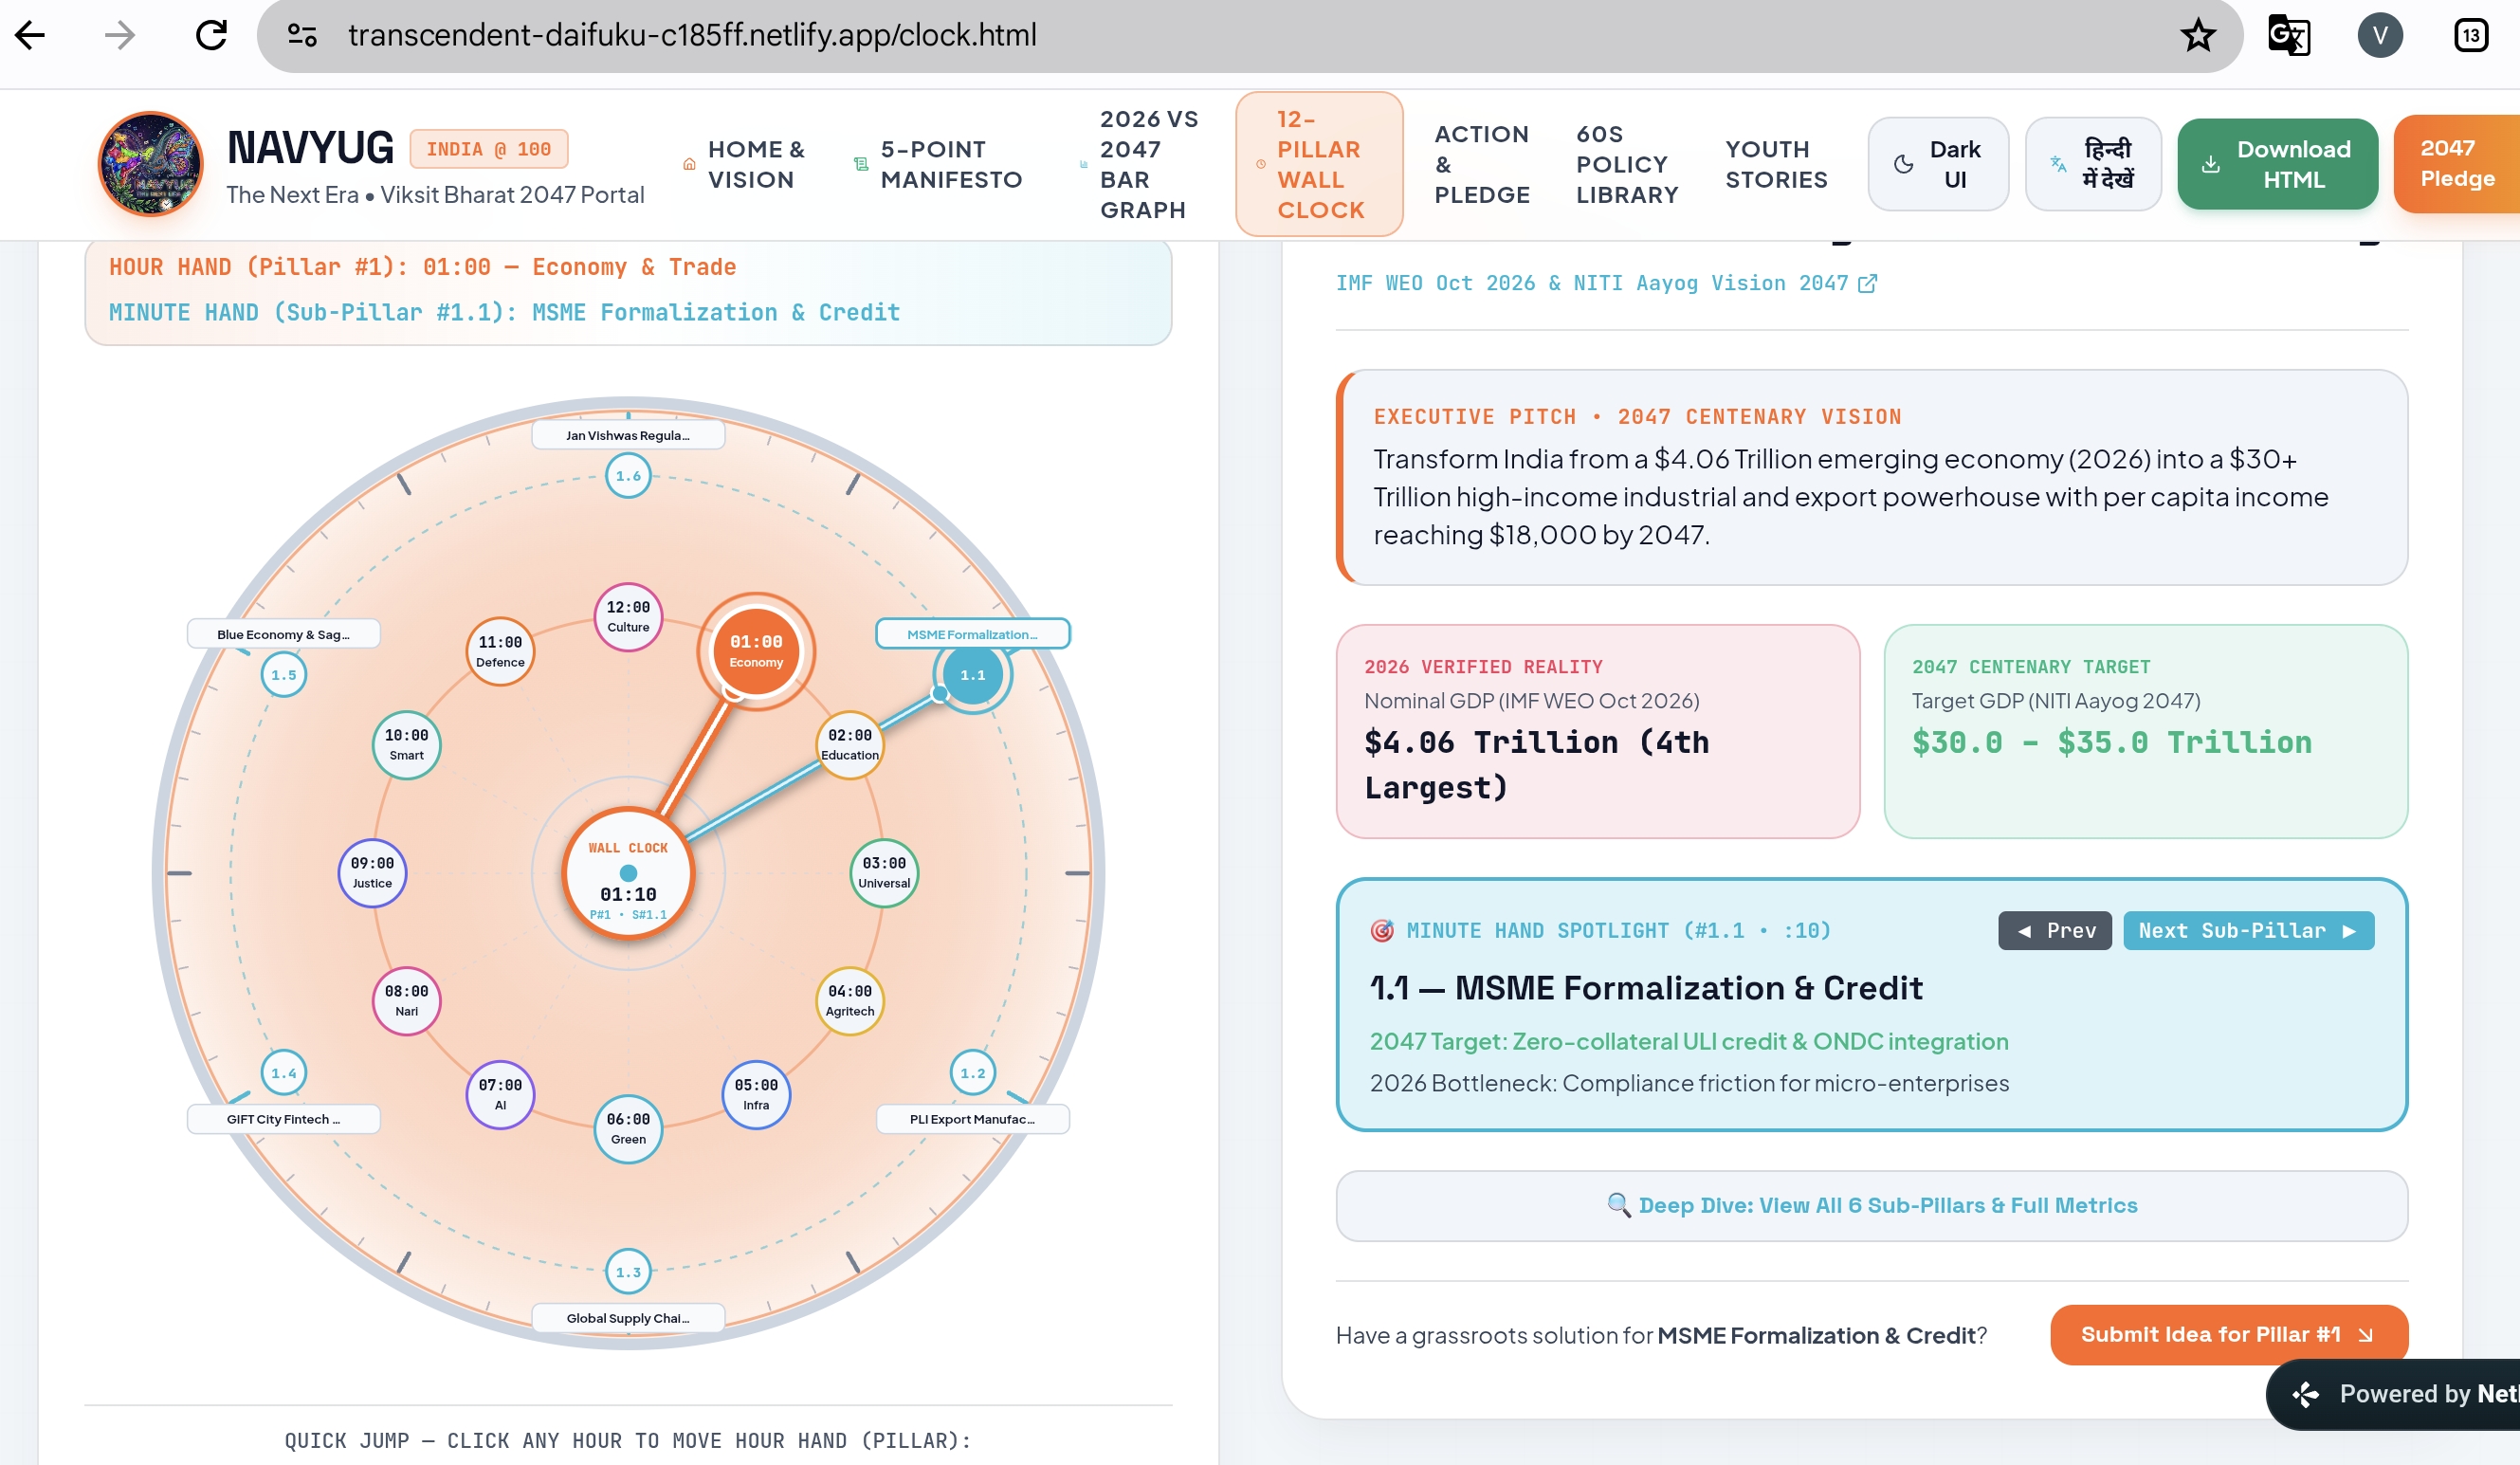 transcendent-daifuku-c185ff.netlify.app/clock.html
V
13
NAVYUG
INDIA @ 100
The Next Era • Viksit Bharat 2047 Portal
HOME &
VISION
5-POINT
MANIFESTO
2026 VS
2047
BAR
GRAPH
12-
PILLAR
WALL
CLOCK
ACTION
&
PLEDGE
60S
POLICY
LIBRARY
YOUTH
STORIES
Dark
UI
हिन्दी
में देखें
Download
HTML
2047
Pledge
HOUR HAND (Pillar #1): 01:00 — Economy & Trade
MINUTE HAND (Sub-Pillar #1.1): MSME Formalization & Credit
Jan Vishwas Regula...
1.6
12:00
Culture
01:00
Economy
MSME Formalization...
1.1
11:00
Defence
Blue Economy & Sag...
1.5
02:00
Education
10:00
Smart
WALL CLOCK
01:10
P#1 • S#1.1
09:00
Justice
03:00
Universal
08:00
Nari
04:00
Agritech
1.4
GIFT City Fintech ...
07:00
AI
06:00
Green
05:00
Infra
1.2
PLI Export Manufac...
1.3
Global Supply Chai...
QUICK JUMP — CLICK ANY HOUR TO MOVE HOUR HAND (PILLAR):
IMF WEO Oct 2026 & NITI Aayog Vision 2047
EXECUTIVE PITCH • 2047 CENTENARY VISION
Transform India from a $4.06 Trillion emerging economy (2026) into a $30+
Trillion high-income industrial and export powerhouse with per capita income
reaching $18,000 by 2047.
2026 VERIFIED REALITY
Nominal GDP (IMF WEO Oct 2026)
$4.06 Trillion (4th
Largest)
2047 CENTENARY TARGET
Target GDP (NITI Aayog 2047)
$30.0 – $35.0 Trillion
🎯 MINUTE HAND SPOTLIGHT (#1.1 • :10)
◄ Prev
Next Sub-Pillar ►
1.1 — MSME Formalization & Credit
2047 Target: Zero-collateral ULI credit & ONDC integration
2026 Bottleneck: Compliance friction for micro-enterprises
🔍 Deep Dive: View All 6 Sub-Pillars & Full Metrics
Have a grassroots solution for MSME Formalization & Credit?
Submit Idea for Pillar #1
Powered by Netl